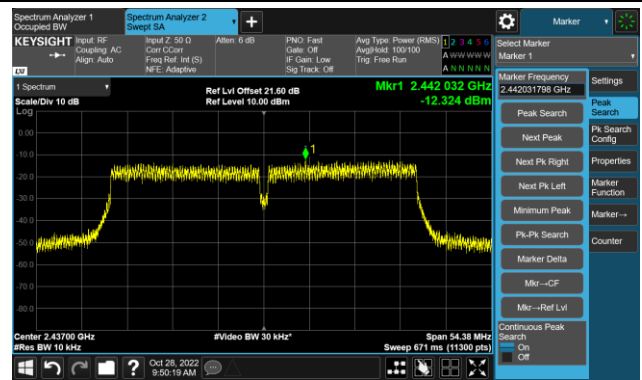 Spectrum Analyzer 1
Occupied BW
Spectrum Analyzer 2
Swept SA
Marker
KEYSIGHT
Input: RF
Coupling: AC
Align: Auto
Input Z: 50 Ω
Corr CCorr
Freq Ref: Int (S)
NFE: Adaptive
Atten: 6 dB
PNO: Fast
Gate: Off
IF Gain: Low
Sig Track: Off
Avg Type: Power (RMS)
Avg|Hold: 100/100
Trig: Free Run
1 2 3 4 5 6
A W W W W W
A N N N N N
LXI
Select Marker
Marker 1
1 Spectrum
Scale/Div 10 dB
Ref Lvl Offset 21.60 dB
Ref Level 10.00 dBm
Mkr1 2.442 032 GHz
-12.324 dBm
Log
0.00
-10.0
-20.0
-30.0
-40.0
-50.0
-60.0
-70.0
-80.0
1
Center 2.43700 GHz
#Res BW 10 kHz
#Video BW 30 kHz*
Span 54.38 MHz
Sweep 671 ms (11300 pts)
Marker Frequency
2.442031798 GHz
Peak Search
Next Peak
Next Pk Right
Next Pk Left
Minimum Peak
Pk-Pk Search
Marker Delta
Mkr→CF
Mkr→Ref Lvl
Continuous Peak
Search
On
Off
Settings
Peak
Search
Pk Search
Config
Properties
Marker
Function
Marker→
Counter
Oct 28, 2022
9:50:19 AM